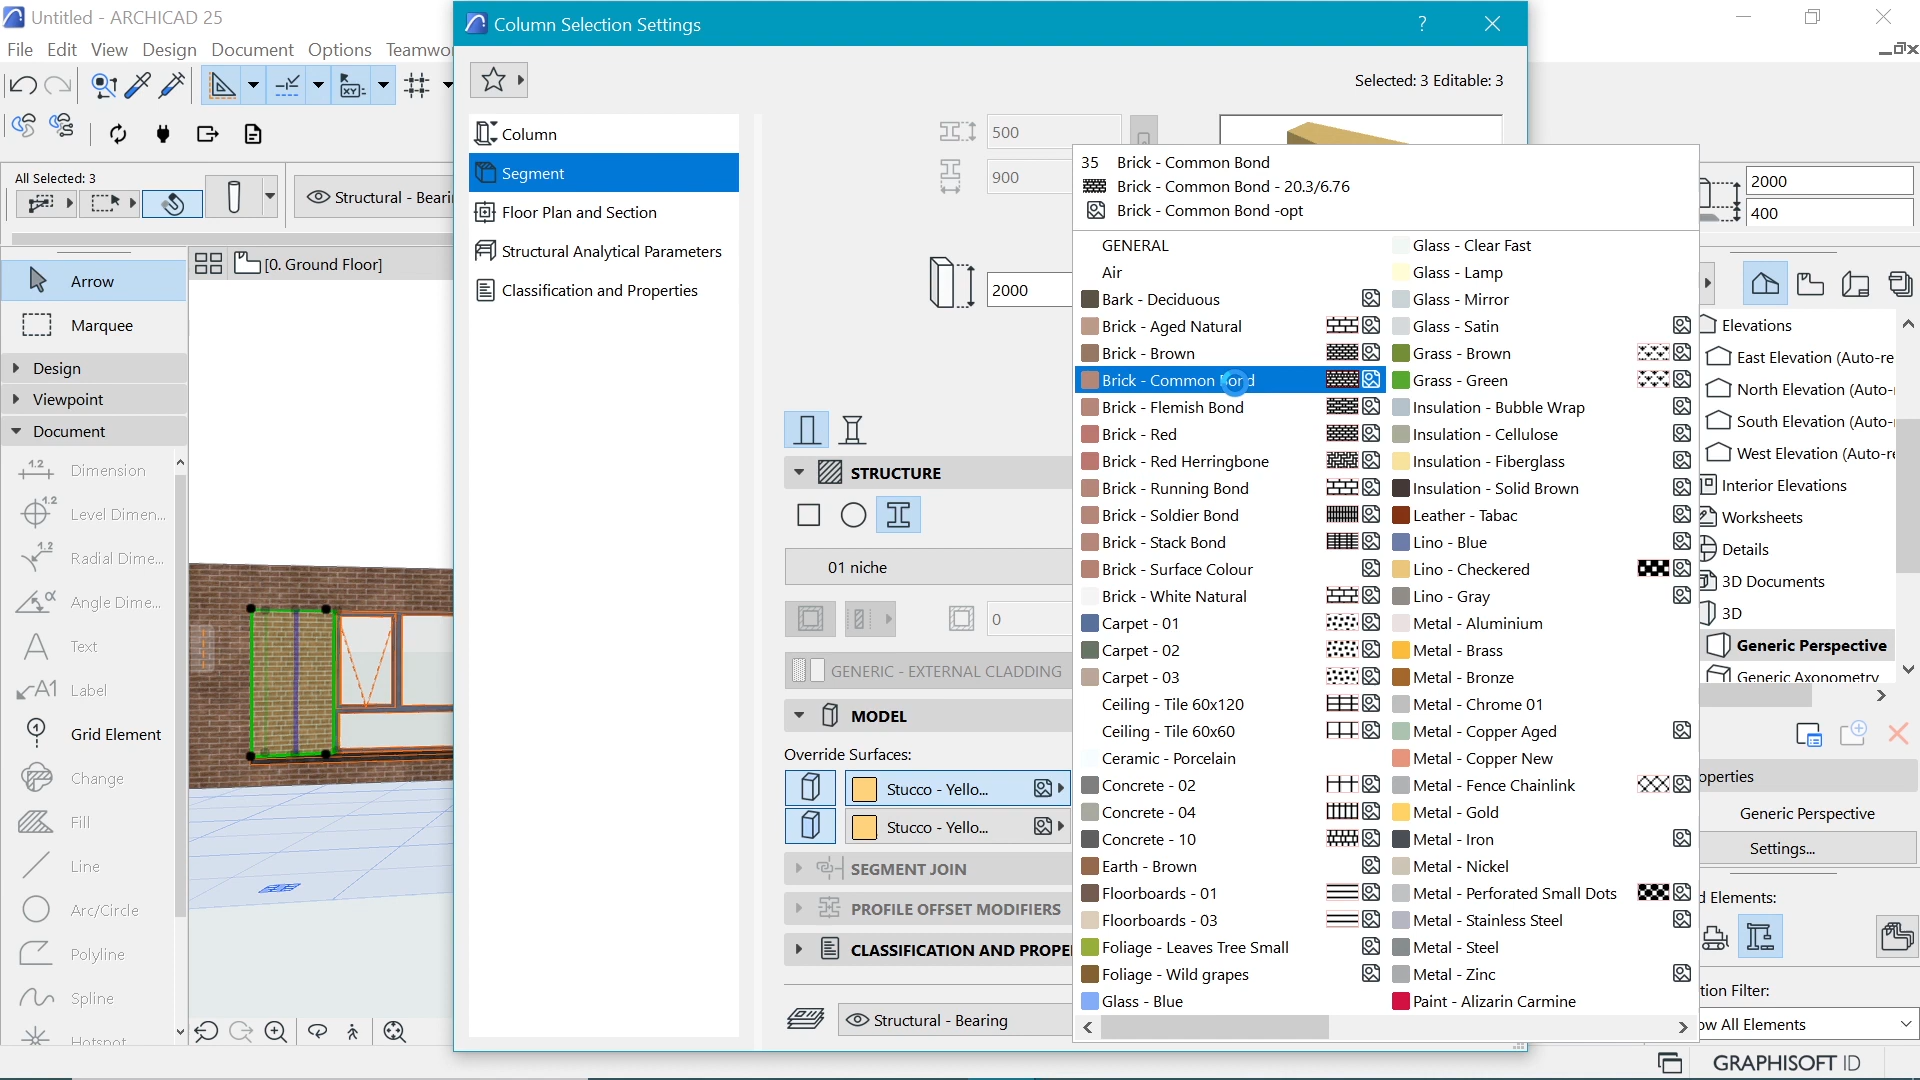 Untitled - ARCHICAD 25
File Edit View Design Document Options Teamwo
All Selected: 3
Structural - Beari
[0. Ground Floor]
Arrow
Marquee
Design
Viewpoint
Document
1.2 Dimension
1.2 Level Dimen...
1.2 Radial Dime...
Angle Dime...
Text
A1 Label
1 Grid Element
Change
Fill
Line
Arc/Circle
Polyline
Spline
Hotspot
Column Selection Settings
?
Selected: 3 Editable: 3
Column
Segment
Floor Plan and Section
Structural Analytical Parameters
Classification and Properties
500
900
2000
STRUCTURE
01 niche
0
GENERIC - EXTERNAL CLADDING
MODEL
Override Surfaces:
Stucco - Yello...
Stucco - Yello...
SEGMENT JOIN
PROFILE OFFSET MODIFIERS
CLASSIFICATION AND PROPE
Structural - Bearing
35 Brick - Common Bond
Brick - Common Bond - 20.3/6.76
Brick - Common Bond -opt
GENERAL
Air
Bark - Deciduous
Brick - Aged Natural
Brick - Brown
Brick - Common Bond
Brick - Flemish Bond
Brick - Red
Brick - Red Herringbone
Brick - Running Bond
Brick - Soldier Bond
Brick - Stack Bond
Brick - Surface Colour
Brick - White Natural
Carpet - 01
Carpet - 02
Carpet - 03
Ceiling - Tile 60x120
Ceiling - Tile 60x60
Ceramic - Porcelain
Concrete - 02
Concrete - 04
Concrete - 10
Earth - Brown
Floorboards - 01
Floorboards - 03
Foliage - Leaves Tree Small
Foliage - Wild grapes
Glass - Blue
Glass - Clear Fast
Glass - Lamp
Glass - Mirror
Glass - Satin
Grass - Brown
Grass - Green
Insulation - Bubble Wrap
Insulation - Cellulose
Insulation - Fiberglass
Insulation - Solid Brown
Leather - Tabac
Lino - Blue
Lino - Checkered
Lino - Gray
Metal - Aluminium
Metal - Brass
Metal - Bronze
Metal - Chrome 01
Metal - Copper Aged
Metal - Copper New
Metal - Fence Chainlink
Metal - Gold
Metal - Iron
Metal - Nickel
Metal - Perforated Small Dots
Metal - Stainless Steel
Metal - Steel
Metal - Zinc
Paint - Alizarin Carmine
2000
400
Elevations
East Elevation (Auto-re
North Elevation (Auto-
South Elevation (Auto-
West Elevation (Auto-re
Interior Elevations
Worksheets
Details
3D Documents
3D
Generic Perspective
Generic Axonometry
operties
Generic Perspective
Settings...
d Elements:
tion Filter:
ow All Elements
GRAPHISOFT ID